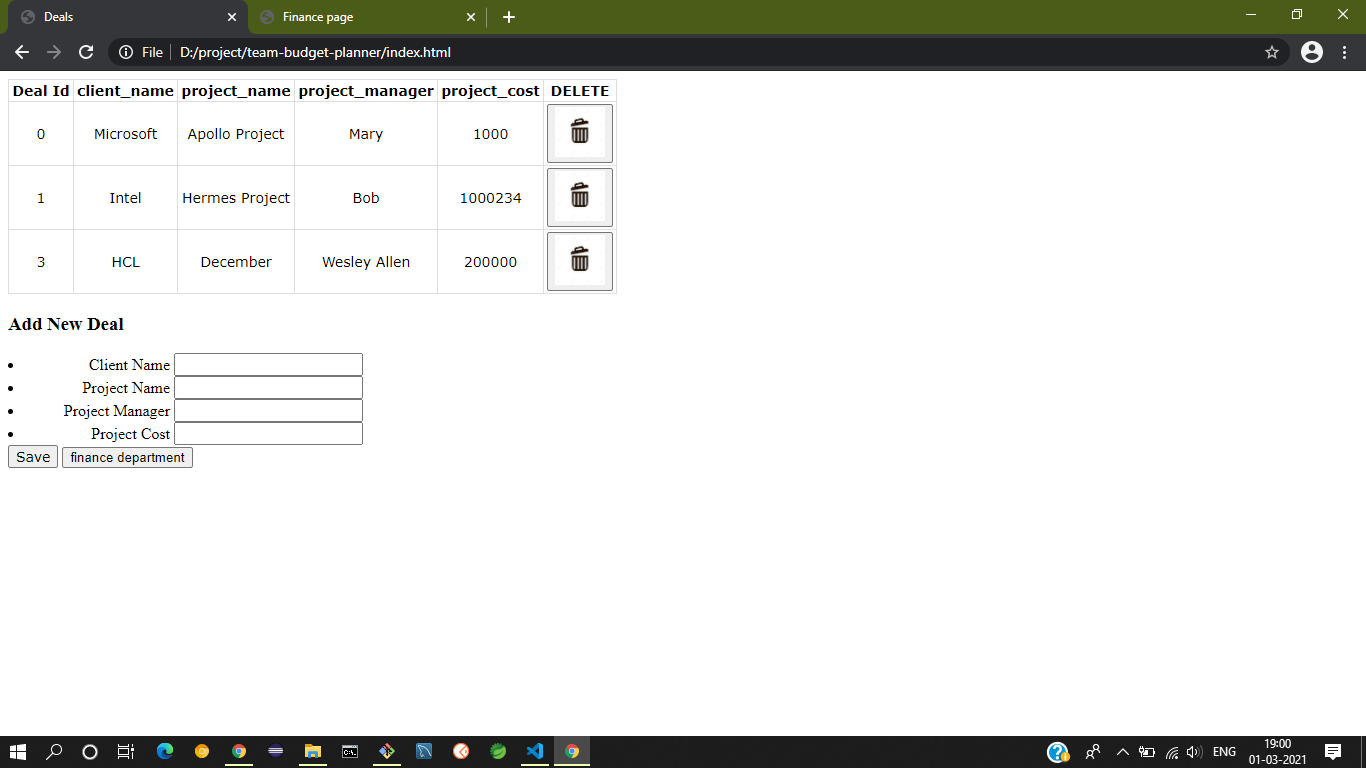 Deals
Finance page
File D:/project/team-budget-planner/index.html
Deal Id client_name project_name project_manager project_cost DELETE
0 Microsoft Apollo Project Mary 1000
1 Intel Hermes Project Bob 1000234
3 HCL December Wesley Allen 200000
Add New Deal
Client Name
Project Name
Project Manager
Project Cost
Save finance department
ENG
19:00
01-03-2021